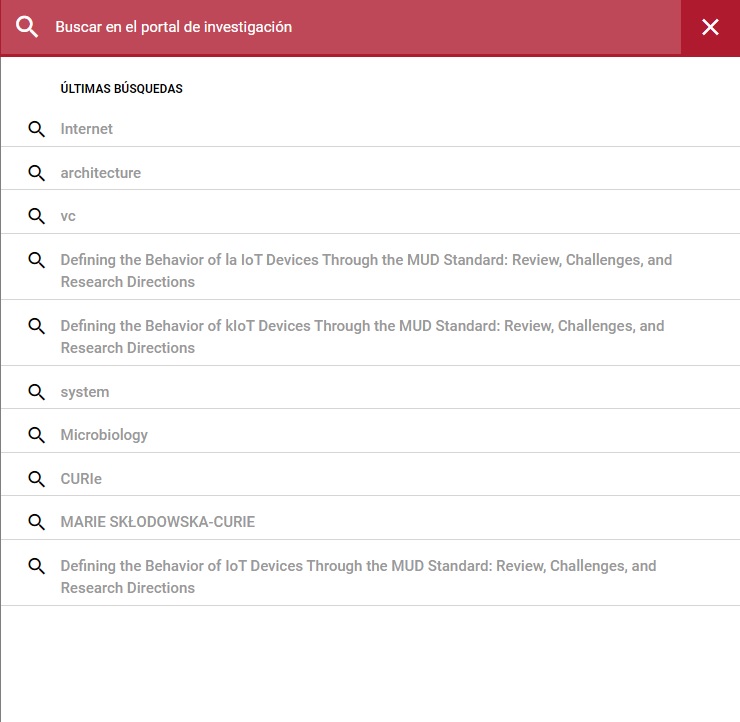 Buscar en el portal de investigación
ÚLTIMAS BÚSQUEDAS
Internet
architecture
vc
Defining the Behavior of la IoT Devices Through the MUD Standard: Review, Challenges, and
Research Directions
Defining the Behavior of kIoT Devices Through the MUD Standard: Review, Challenges, and
Research Directions
system
Microbiology
CURIe
MARIE SKŁODOWSKA-CURIE
Defining the Behavior of IoT Devices Through the MUD Standard: Review, Challenges, and
Research Directions